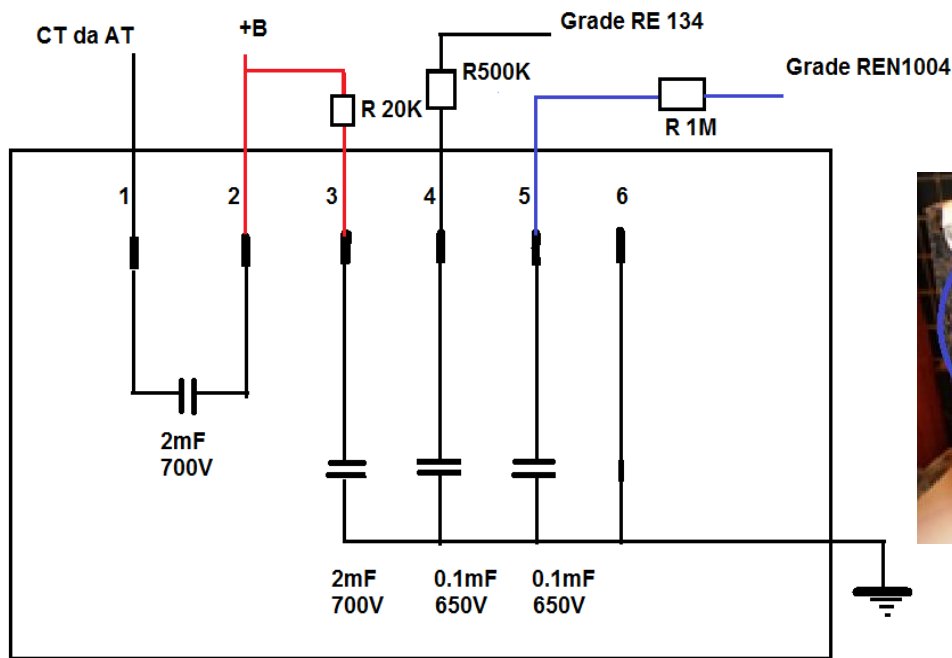 CT da AT
+B
Grade RE 134
R500K
Grade REN1004
R 20K
R 1M
1 2 3 4 5 6
2mF
700V
2mF 0.1mF 0.1mF
700V 650V 650V